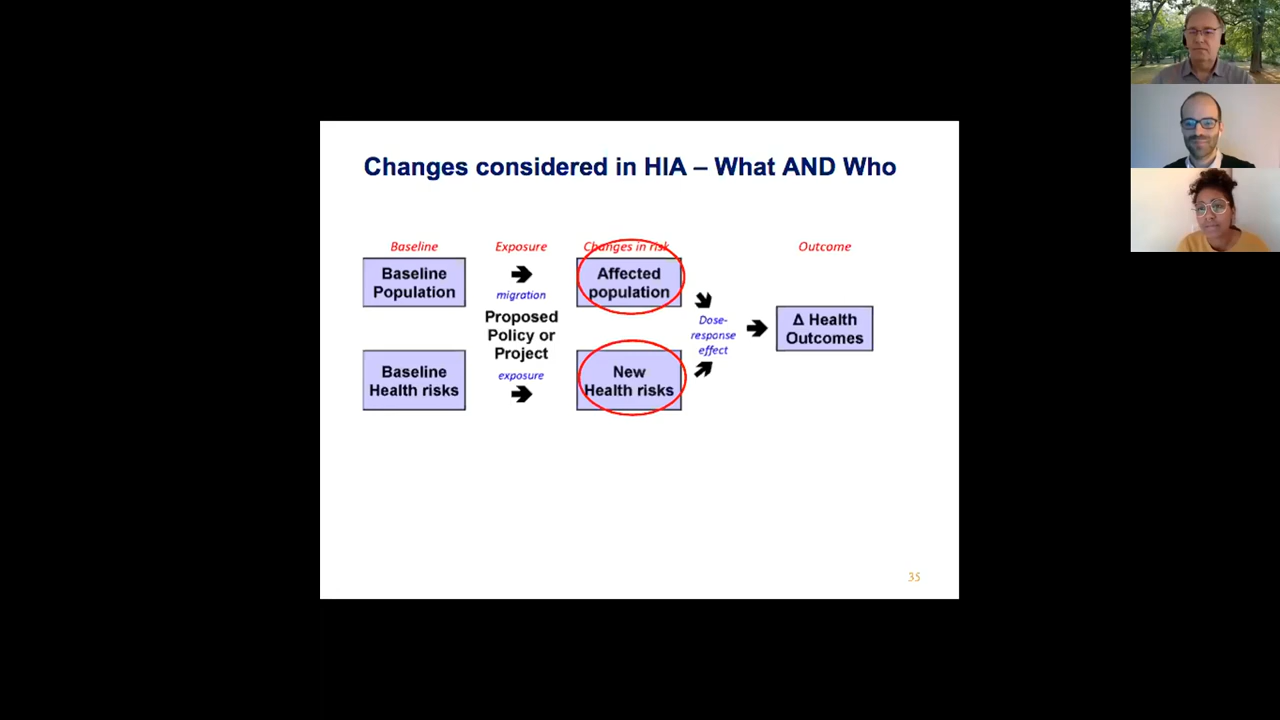 Changes considered in HIA – What AND Who
Baseline
Exposure
Changes in risk
Outcome
Baseline
Population
migration
Affected
population
Proposed
Policy or
Project
Dose-
response
effect
Δ Health
Outcomes
Baseline
Health risks
exposure
New
Health risks
35